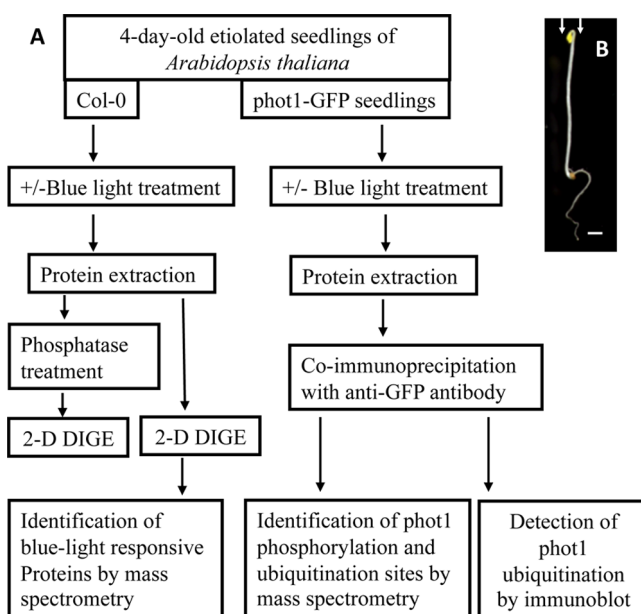 A
4-day-old etiolated seedlings of
Arabidopsis thaliana
B
Col-0
phot1-GFP seedlings
+/-Blue light treatment
+/- Blue light treatment
Protein extraction
Protein extraction
Phosphatase
treatment
Co-immunoprecipitation
with anti-GFP antibody
2-D DIGE
2-D DIGE
Identification of
blue-light responsive
Proteins by mass
spectrometry
Identification of phot1
phosphorylation and
ubiquitination sites by
mass spectrometry
Detection of
phot1
ubiquitination
by immunoblot